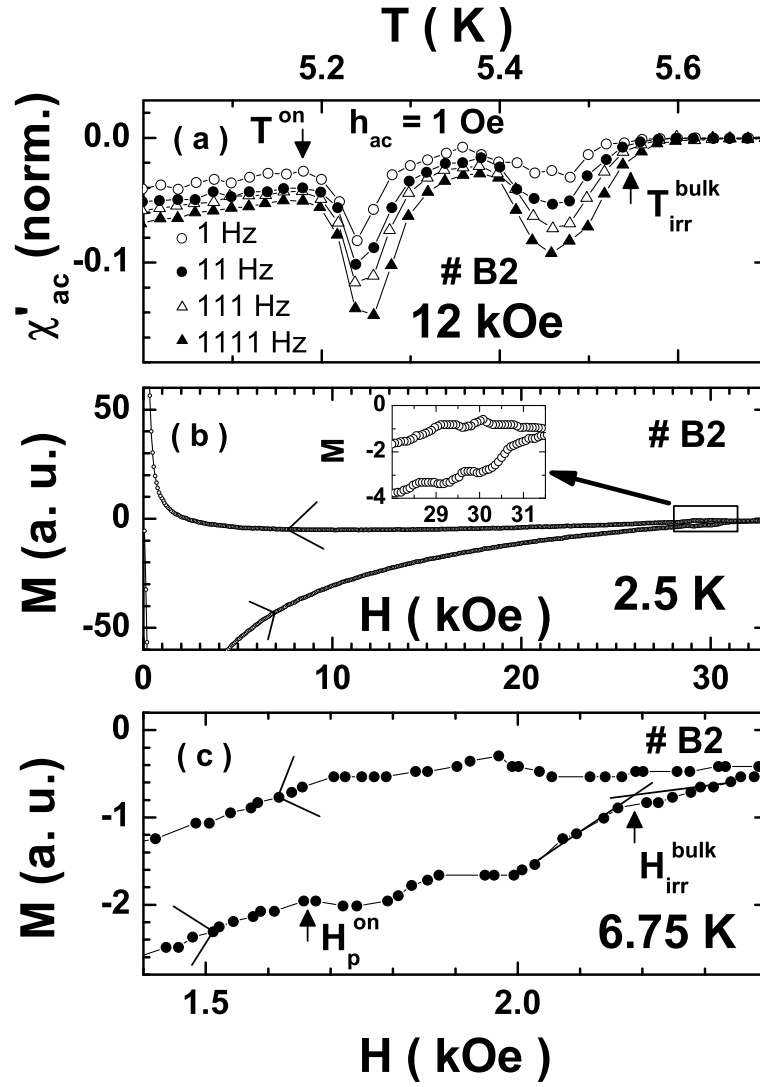 T ( K )
5.2 5.4 5.6
( a ) T^on h_ac = 1 Oe
0.0
-0.1
χ'_ac (norm.)
T_irr^bulk
1 Hz
11 Hz
111 Hz
1111 Hz
# B2
12 kOe
( b )
# B2
50
0
-50
M (a. u.)
0
-2
-4
M
29 30 31
H ( kOe )
2.5 K
0 10 20 30
( c )
# B2
0
-1
-2
M (a. u.)
H_irr^bulk
H_p^on
6.75 K
1.5 2.0
H ( kOe )